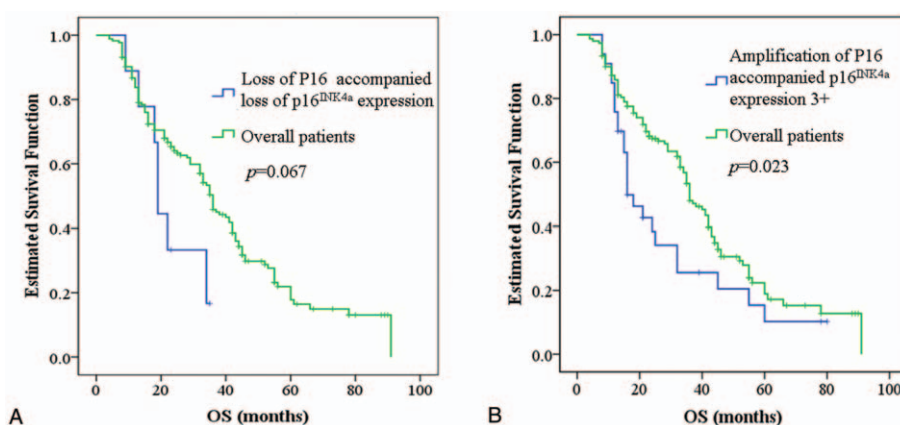 1.0
0.8
0.6
0.4
0.2
0.0
Estimated Survival Function
Loss of P16 accompanied
loss of p16INK4a expression
Overall patients
p=0.067
0 20 40 60 80 100
OS (months)
A
1.0
0.8
0.6
0.4
0.2
0.0
Estimated Suvival Function
Amplification of P16
accompanied p16INK4a
expression 3+
Overall patients
p=0.023
0 20 40 60 80 100
OS (months)
B